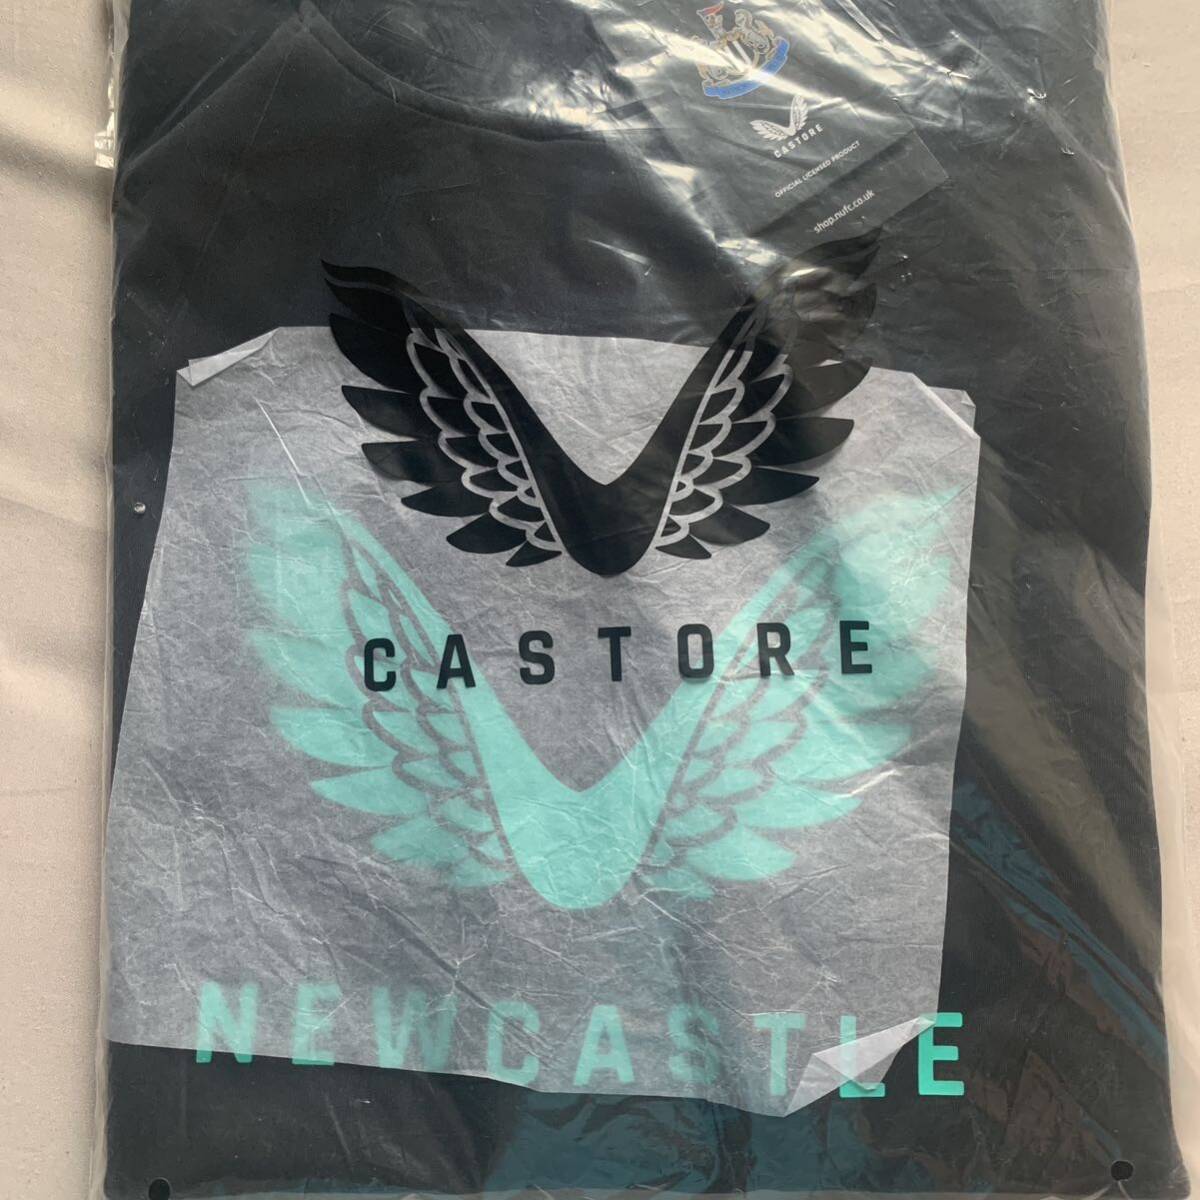 CASTORE
OFFICIAL LICENSED PRODUCT
shop.nufc.co.uk
CASTORE
NEWCASTLE